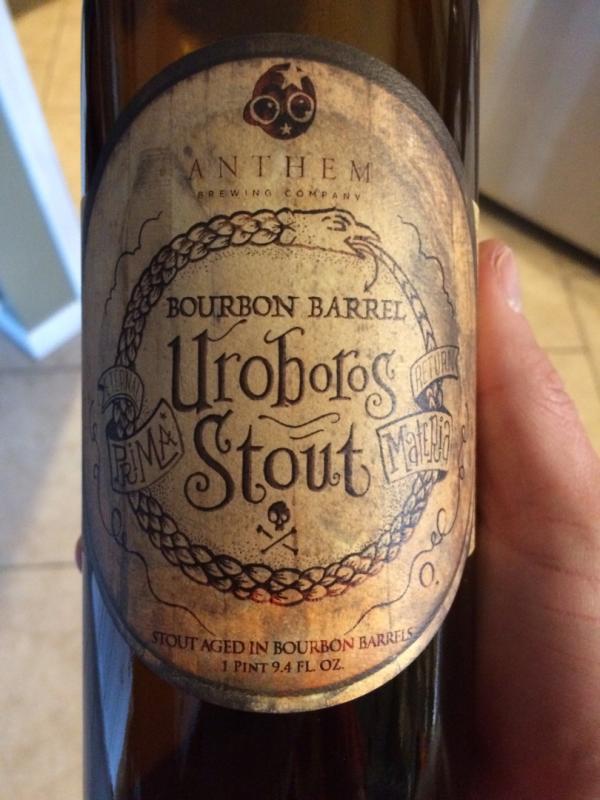 ANTHEM
BREWING COMPANY
BOURBON BARREL
Uroboros
Stout
RETURN
PRiMA
MateRia
O.
STOUT AGED IN BOURBON BARRELS
1 PINT 9.4 FL. OZ.